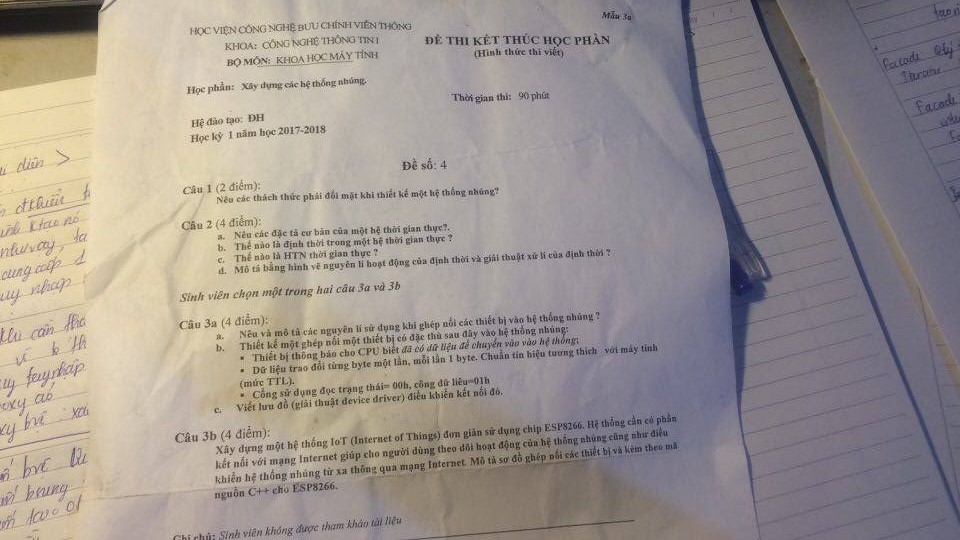 Mẫu 3a
HỌC VIỆN CÔNG NGHỆ BƯU CHÍNH VIỄN THÔNG
KHOA: CÔNG NGHỆ THÔNG TIN I
BỘ MÔN: KHOA HỌC MÁY TÍNH
ĐỀ THI KẾT THÚC HỌC PHẦN
(Hình thức thi viết)
Học phần: Xây dựng các hệ thống nhúng.
Thời gian thi: 90 phút
Hệ đào tạo: ĐH
Học kỳ 1 năm học 2017-2018
Đề số: 4
Câu 1 (2 điểm):
Nêu các thách thức phải đối mặt khi thiết kế một hệ thống nhúng?
Câu 2 (4 điểm):
a. Nêu các đặc tả cơ bản của một hệ thời gian thực?.
b. Thế nào là định thời trong một hệ thời gian thực ?
c. Thế nào là HTN thời gian thực ?
d. Mô tả bằng hình vẽ nguyên lí hoạt động của định thời và giải thuật xử lí của định thời ?
Sinh viên chọn một trong hai câu 3a và 3b
Câu 3a (4 điểm):
a. Nêu và mô tả các nguyên lí sử dụng khi ghép nối các thiết bị vào hệ thống nhúng ?
b. Thiết kế một ghép nối một thiết bị có đặc thù sau đây vào hệ thống nhúng:
▪ Thiết bị thông báo cho CPU biết đã có dữ liệu để chuyển vào vào hệ thống;
▪ Dữ liệu trao đổi từng byte một lần, mỗi lần 1 byte. Chuẩn tín hiệu tương thích với máy tính
(mức TTL).
▪ Cổng sử dụng đọc trạng thái= 00h, cổng dữ liêu=01h
c. Viết lưu đồ (giải thuật device driver) điều khiển kết nối đó.
Câu 3b (4 điểm):
Xây dựng một hệ thống IoT (Internet of Things) đơn giản sử dụng chip ESP8266. Hệ thống cần có phần
kết nối với mạng Internet giúp cho người dùng theo dõi hoạt động của hệ thống nhúng cũng như điều
khiển hệ thống nhúng từ xa thông qua mạng Internet. Mô tả sơ đồ ghép nối các thiết bị và kèm theo mã
nguồn C++ cho ESP8266.
Ghi chú: Sinh viên không được tham khảo tài liệu
Facade
Facade